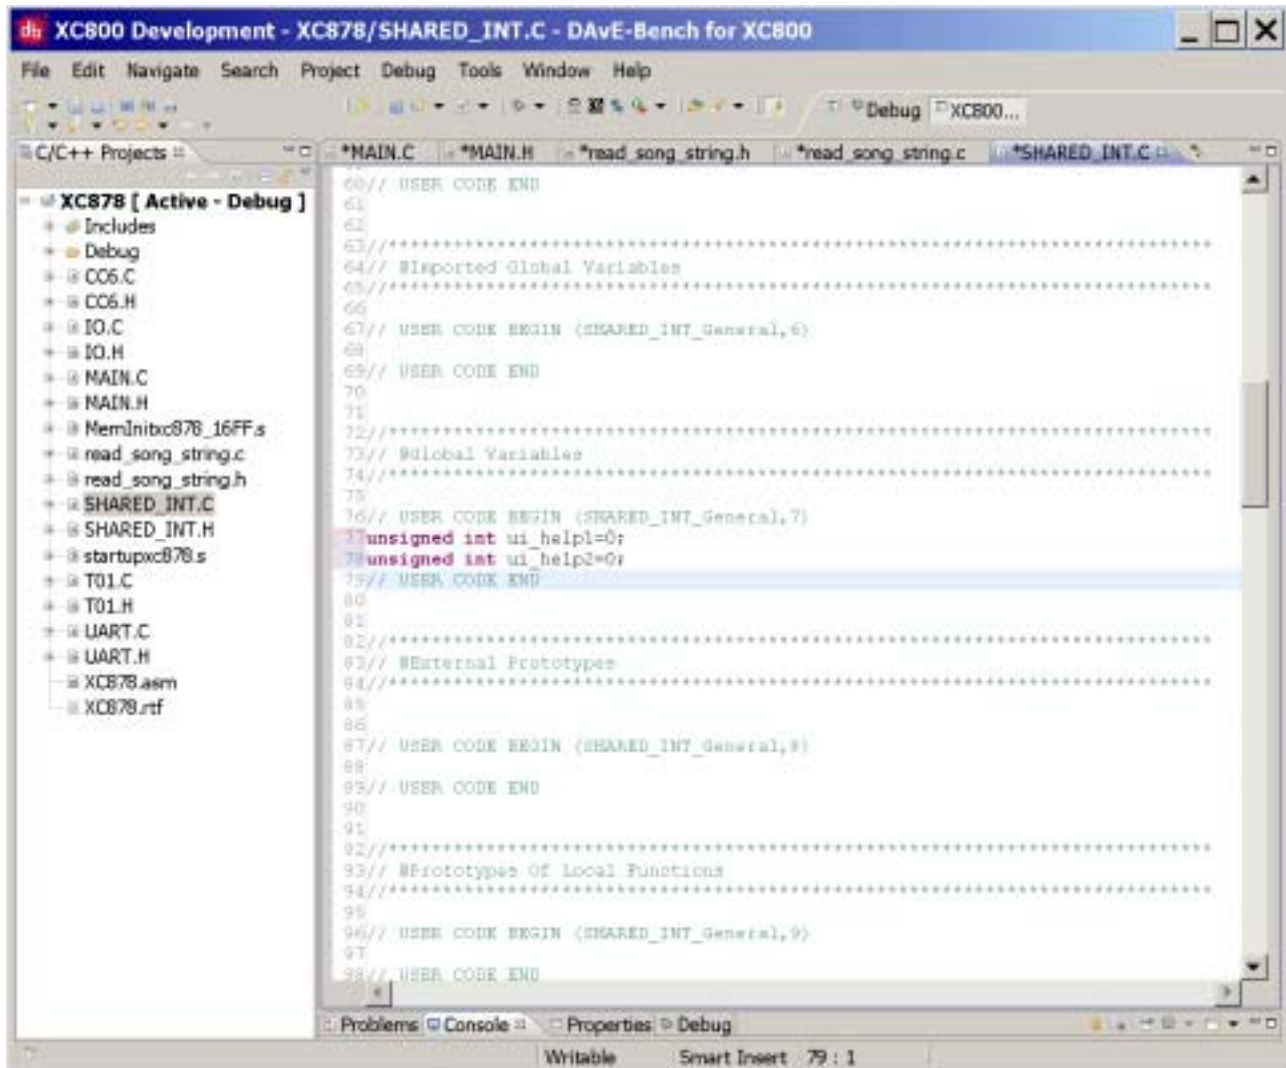 XC800 Development - XC878/SHARED_INT.C - DAvE-Bench for XC800
File Edit Navigate Search Project Debug Tools Window Help
Debug XC800...
C/C++ Projects
*MAIN.C *MAIN.H *read_song_string.h *read_song_string.c *SHARED_INT.C
XC878 [ Active - Debug ]
Includes
Debug
CC6.C
CC6.H
IO.C
IO.H
MAIN.C
MAIN.H
MemInitxc878_16FF.s
read_song_string.c
read_song_string.h
SHARED_INT.C
SHARED_INT.H
startupxc878.s
T01.C
T01.H
UART.C
UART.H
XC878.asm
XC878.rtf
60// USER CODE END
61
62
63//****************************************************************************
64// @Imported Global Variables
65//****************************************************************************
66
67// USER CODE BEGIN (SHARED_INT_General,6)
68
69// USER CODE END
70
71
72//****************************************************************************
73// @Global Variables
74//****************************************************************************
75
76// USER CODE BEGIN (SHARED_INT_General,7)
77unsigned int ui_help1=0;
78unsigned int ui_help2=0;
79// USER CODE END
80
81
82//****************************************************************************
83// @External Prototypes
84//****************************************************************************
85
86
87// USER CODE BEGIN (SHARED_INT_General,8)
88
89// USER CODE END
90
91
92//****************************************************************************
93// @Prototypes Of Local Functions
94//****************************************************************************
95
96// USER CODE BEGIN (SHARED_INT_General,9)
97
98// USER CODE END
Problems Console Properties Debug
Writable Smart Insert 79 : 1